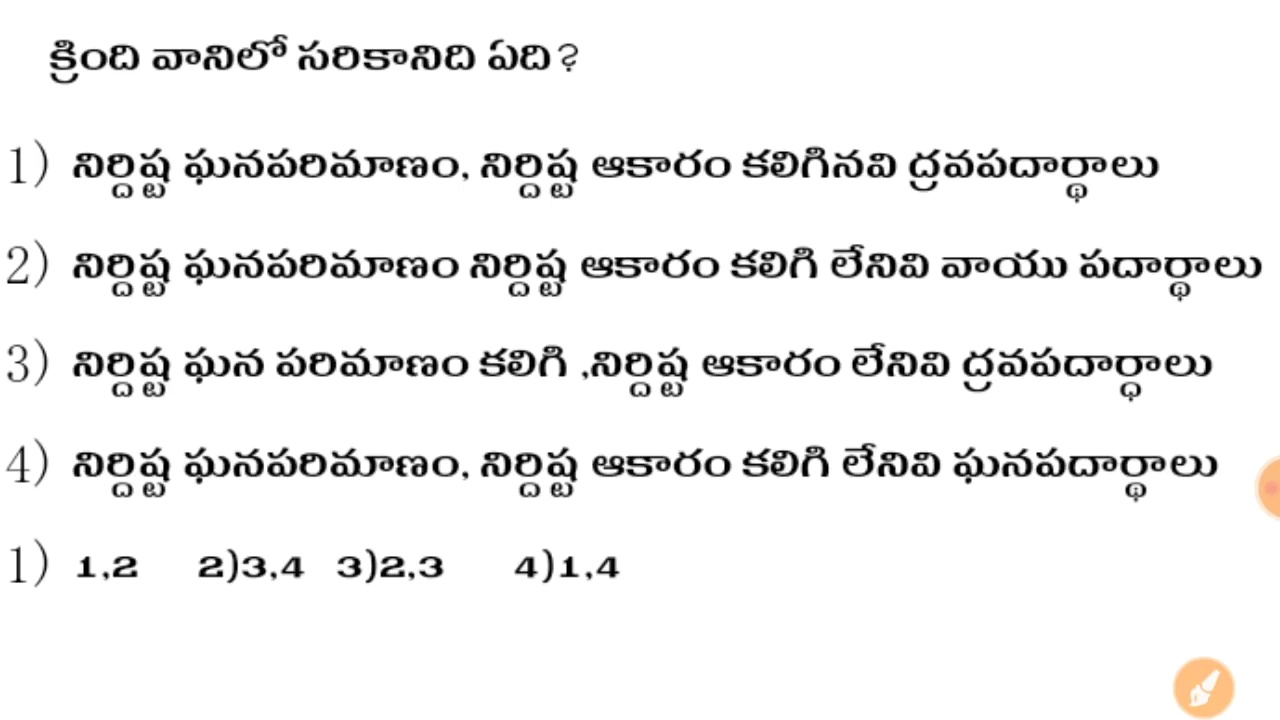 క్రింది వానిలో సరికానిది ఏది?
1) నిర్దిష్ట ఘనపరిమాణం, నిర్దిష్ట ఆకారం కలిగినవి ద్రవపదార్థాలు
2) నిర్దిష్ట ఘనపరిమాణం నిర్దిష్ట ఆకారం కలిగి లేనివి వాయు పదార్థాలు
3) నిర్దిష్ట ఘన పరిమాణం కలిగి ,నిర్దిష్ట ఆకారం లేనివి ద్రవపదార్ధాలు
4) నిర్దిష్ట ఘనపరిమాణం, నిర్దిష్ట ఆకారం కలిగి లేనివి ఘనపదార్థాలు
1) 1,2 2)3,4 3)2,3 4)1,4